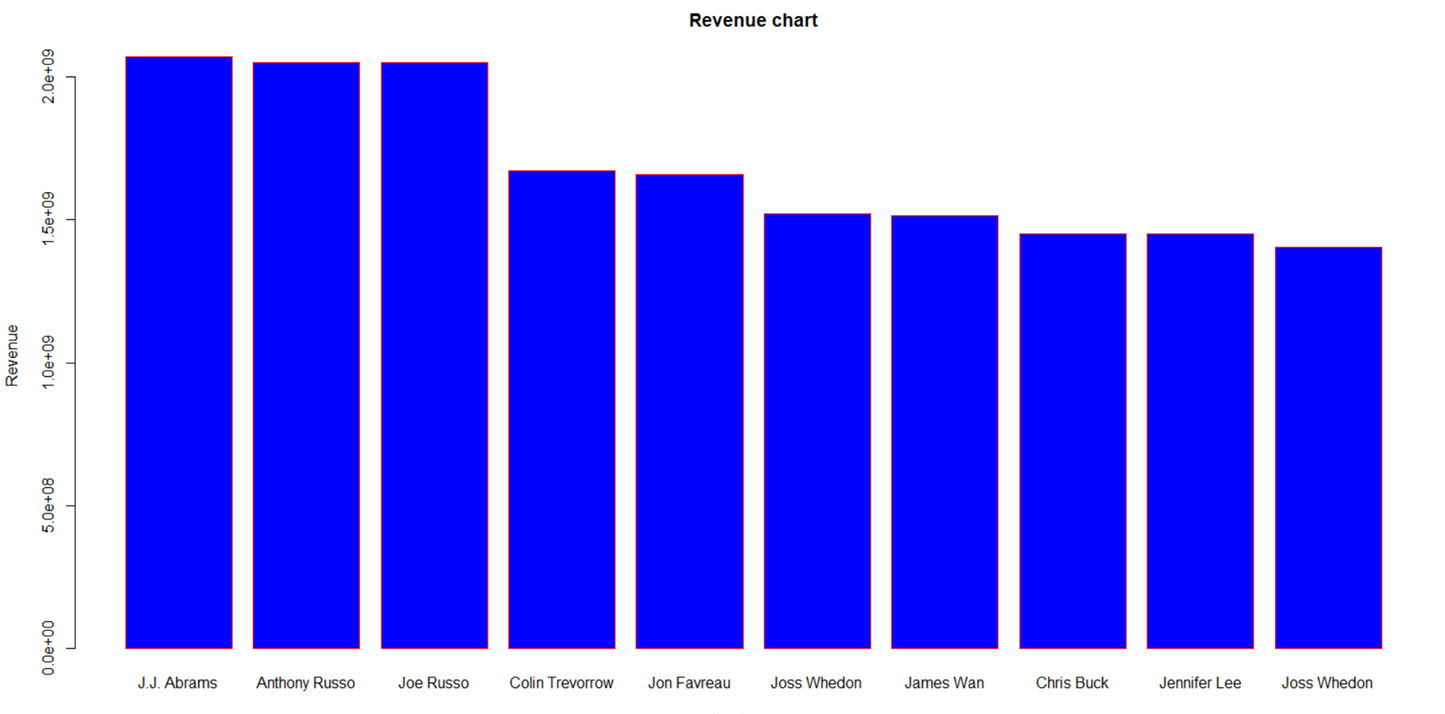 Revenue chart
2.0e+09
1.5e+09
1.0e+09
5.0e+08
0.0e+00
Revenue
J.J. Abrams
Anthony Russo
Joe Russo
Colin Trevorrow
Jon Favreau
Joss Whedon
James Wan
Chris Buck
Jennifer Lee
Joss Whedon